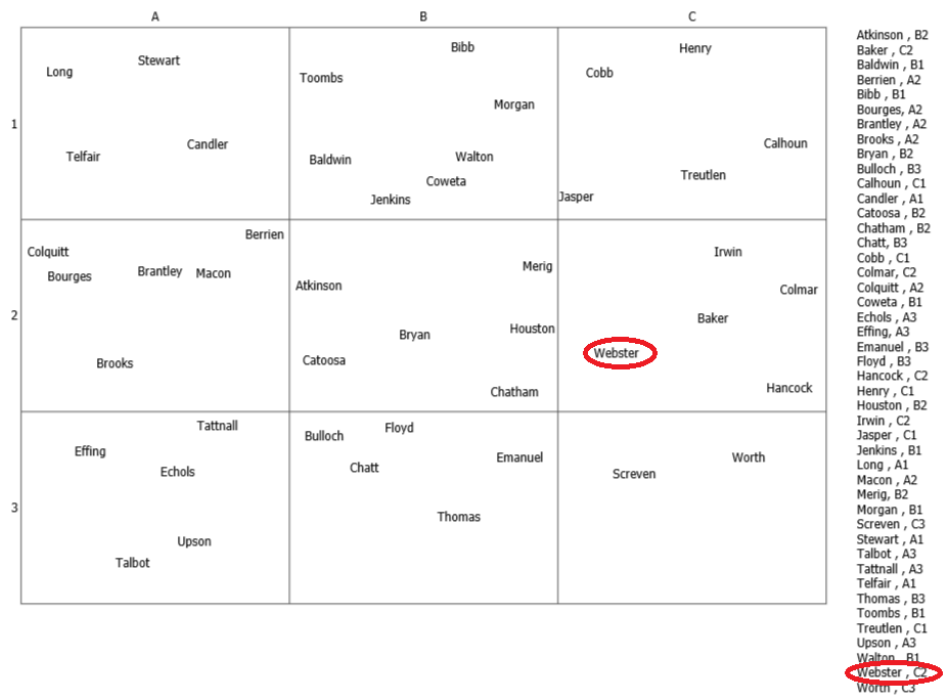 A B C
Bibb
Henry
Stewart
Long
Cobb
Toombs
Morgan
1
Candler
Calhoun
Telfair
Baldwin
Walton
Treutlen
Coweta
Jenkins
Jasper
Berrien
Colquitt
Irwin
Merig
Bourges
Brantley
Macon
Atkinson
Colmar
2
Baker
Houston
Bryan
Webster
Catoosa
Brooks
Hancock
Chatham
Tattnall
Floyd
Bulloch
Effing
Emanuel
Worth
Chatt
Echols
Screven
3
Thomas
Upson
Talbot
Atkinson , B2
Baker , C2
Baldwin , B1
Berrien , A2
Bibb , B1
Bourges, A2
Brantley , A2
Brooks , A2
Bryan , B2
Bulloch , B3
Calhoun , C1
Candler , A1
Catoosa , B2
Chatham , B2
Chatt, B3
Cobb , C1
Colmar, C2
Colquitt , A2
Coweta , B1
Echols , A3
Effing, A3
Emanuel , B3
Floyd , B3
Hancock , C2
Henry , C1
Houston , B2
Irwin , C2
Jasper , C1
Jenkins , B1
Long , A1
Macon , A2
Merig, B2
Morgan , B1
Screven , C3
Stewart , A1
Talbot , A3
Tattnall , A3
Telfair , A1
Thomas , B3
Toombs , B1
Treutlen , C1
Upson , A3
Walton , B1
Webster , C2
Worth , C3